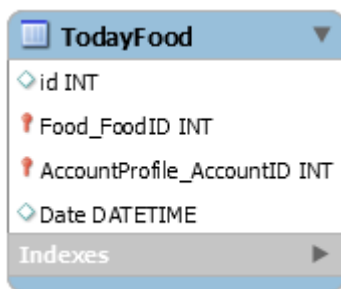 TodayFood
id INT
Food_FoodID INT
AccountProfile_AccountID INT
Date DATETIME
Indexes